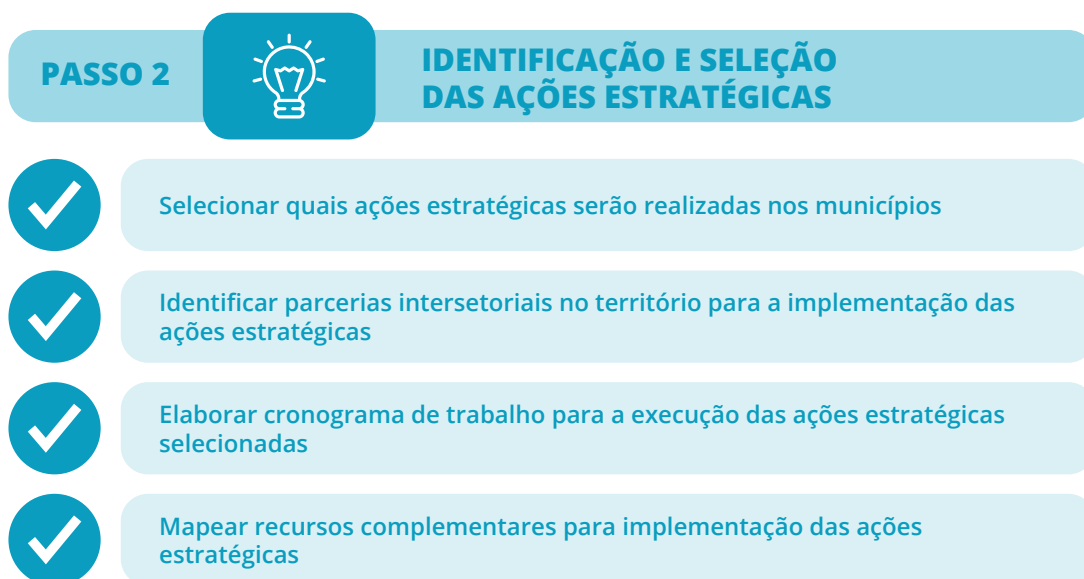 PASSO 2
IDENTIFICAÇÃO E SELEÇÃO
DAS AÇÕES ESTRATÉGICAS
Selecionar quais ações estratégicas serão realizadas nos municípios
Identificar parcerias intersetoriais no território para a implementação das
ações estratégicas
Elaborar cronograma de trabalho para a execução das ações estratégicas
selecionadas
Mapear recursos complementares para implementação das ações
estratégicas